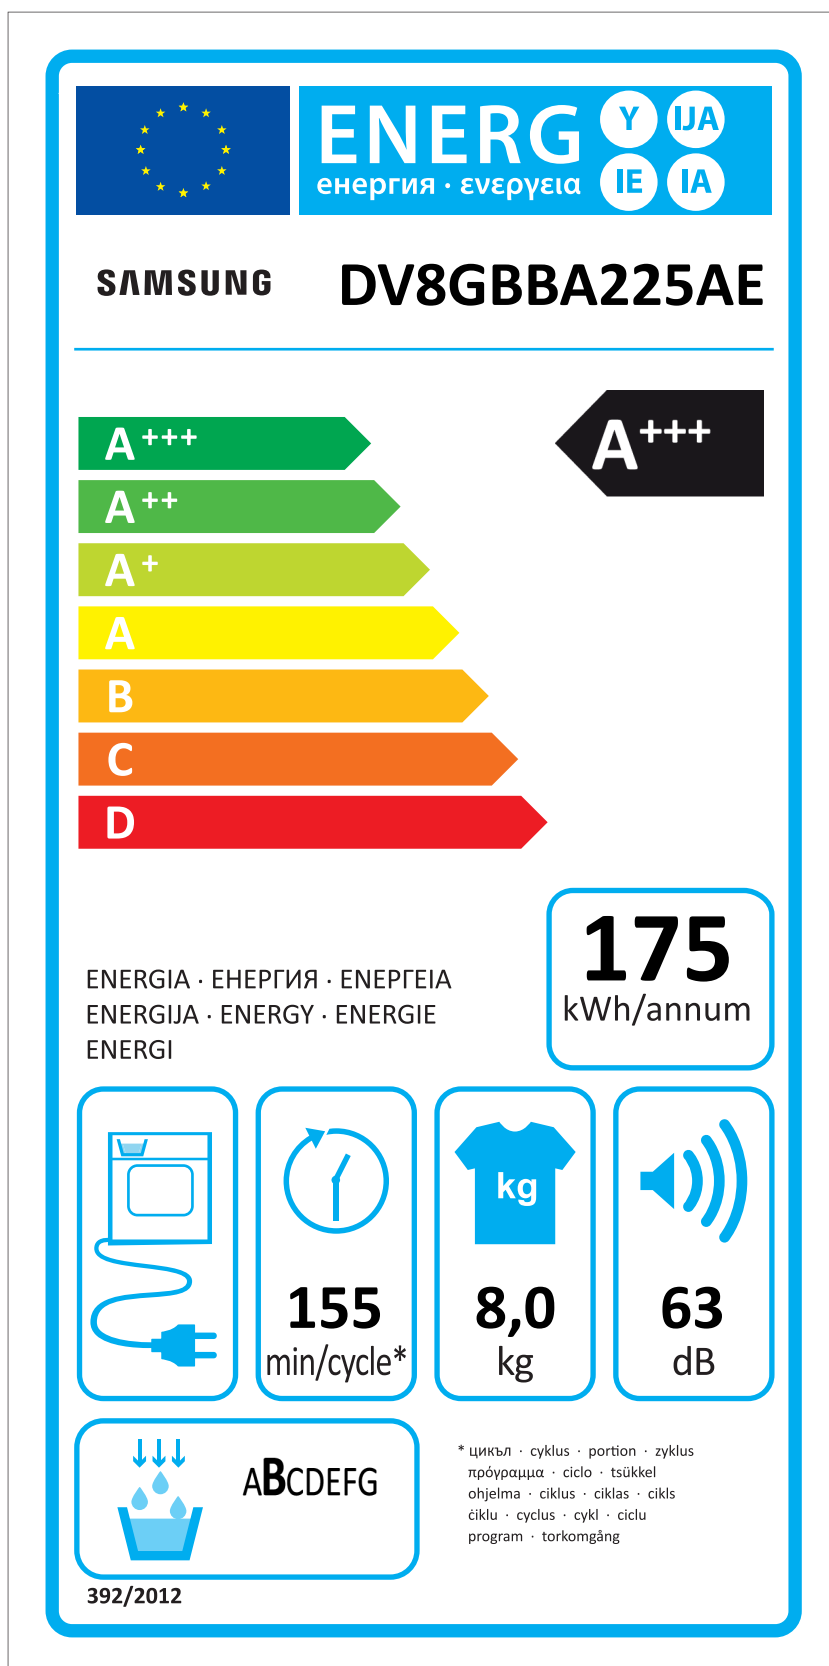 ENERG
енергия · ενεργεια
Y
IJA
IE
IA
SAMSUNG
DV8GBBA225AE
A+++
A+++
A++
A+
A
B
C
D
175
kWh/annum
ENERGIA · ЕНЕРГИЯ · ΕΝΕΡΓΕΙΑ
ENERGIJA · ENERGY · ENERGIE
ENERGI
155
min/cycle*
kg
8,0
kg
63
dB
ABCDEFG
* цикъл · cyklus · portion · zyklus
πρόγραμμα · ciclo · tsükkel
ohjelma · ciklus · ciklas · cikls
ċiklu · cyclus · cykl · ciclu
program · torkomgång
392/2012